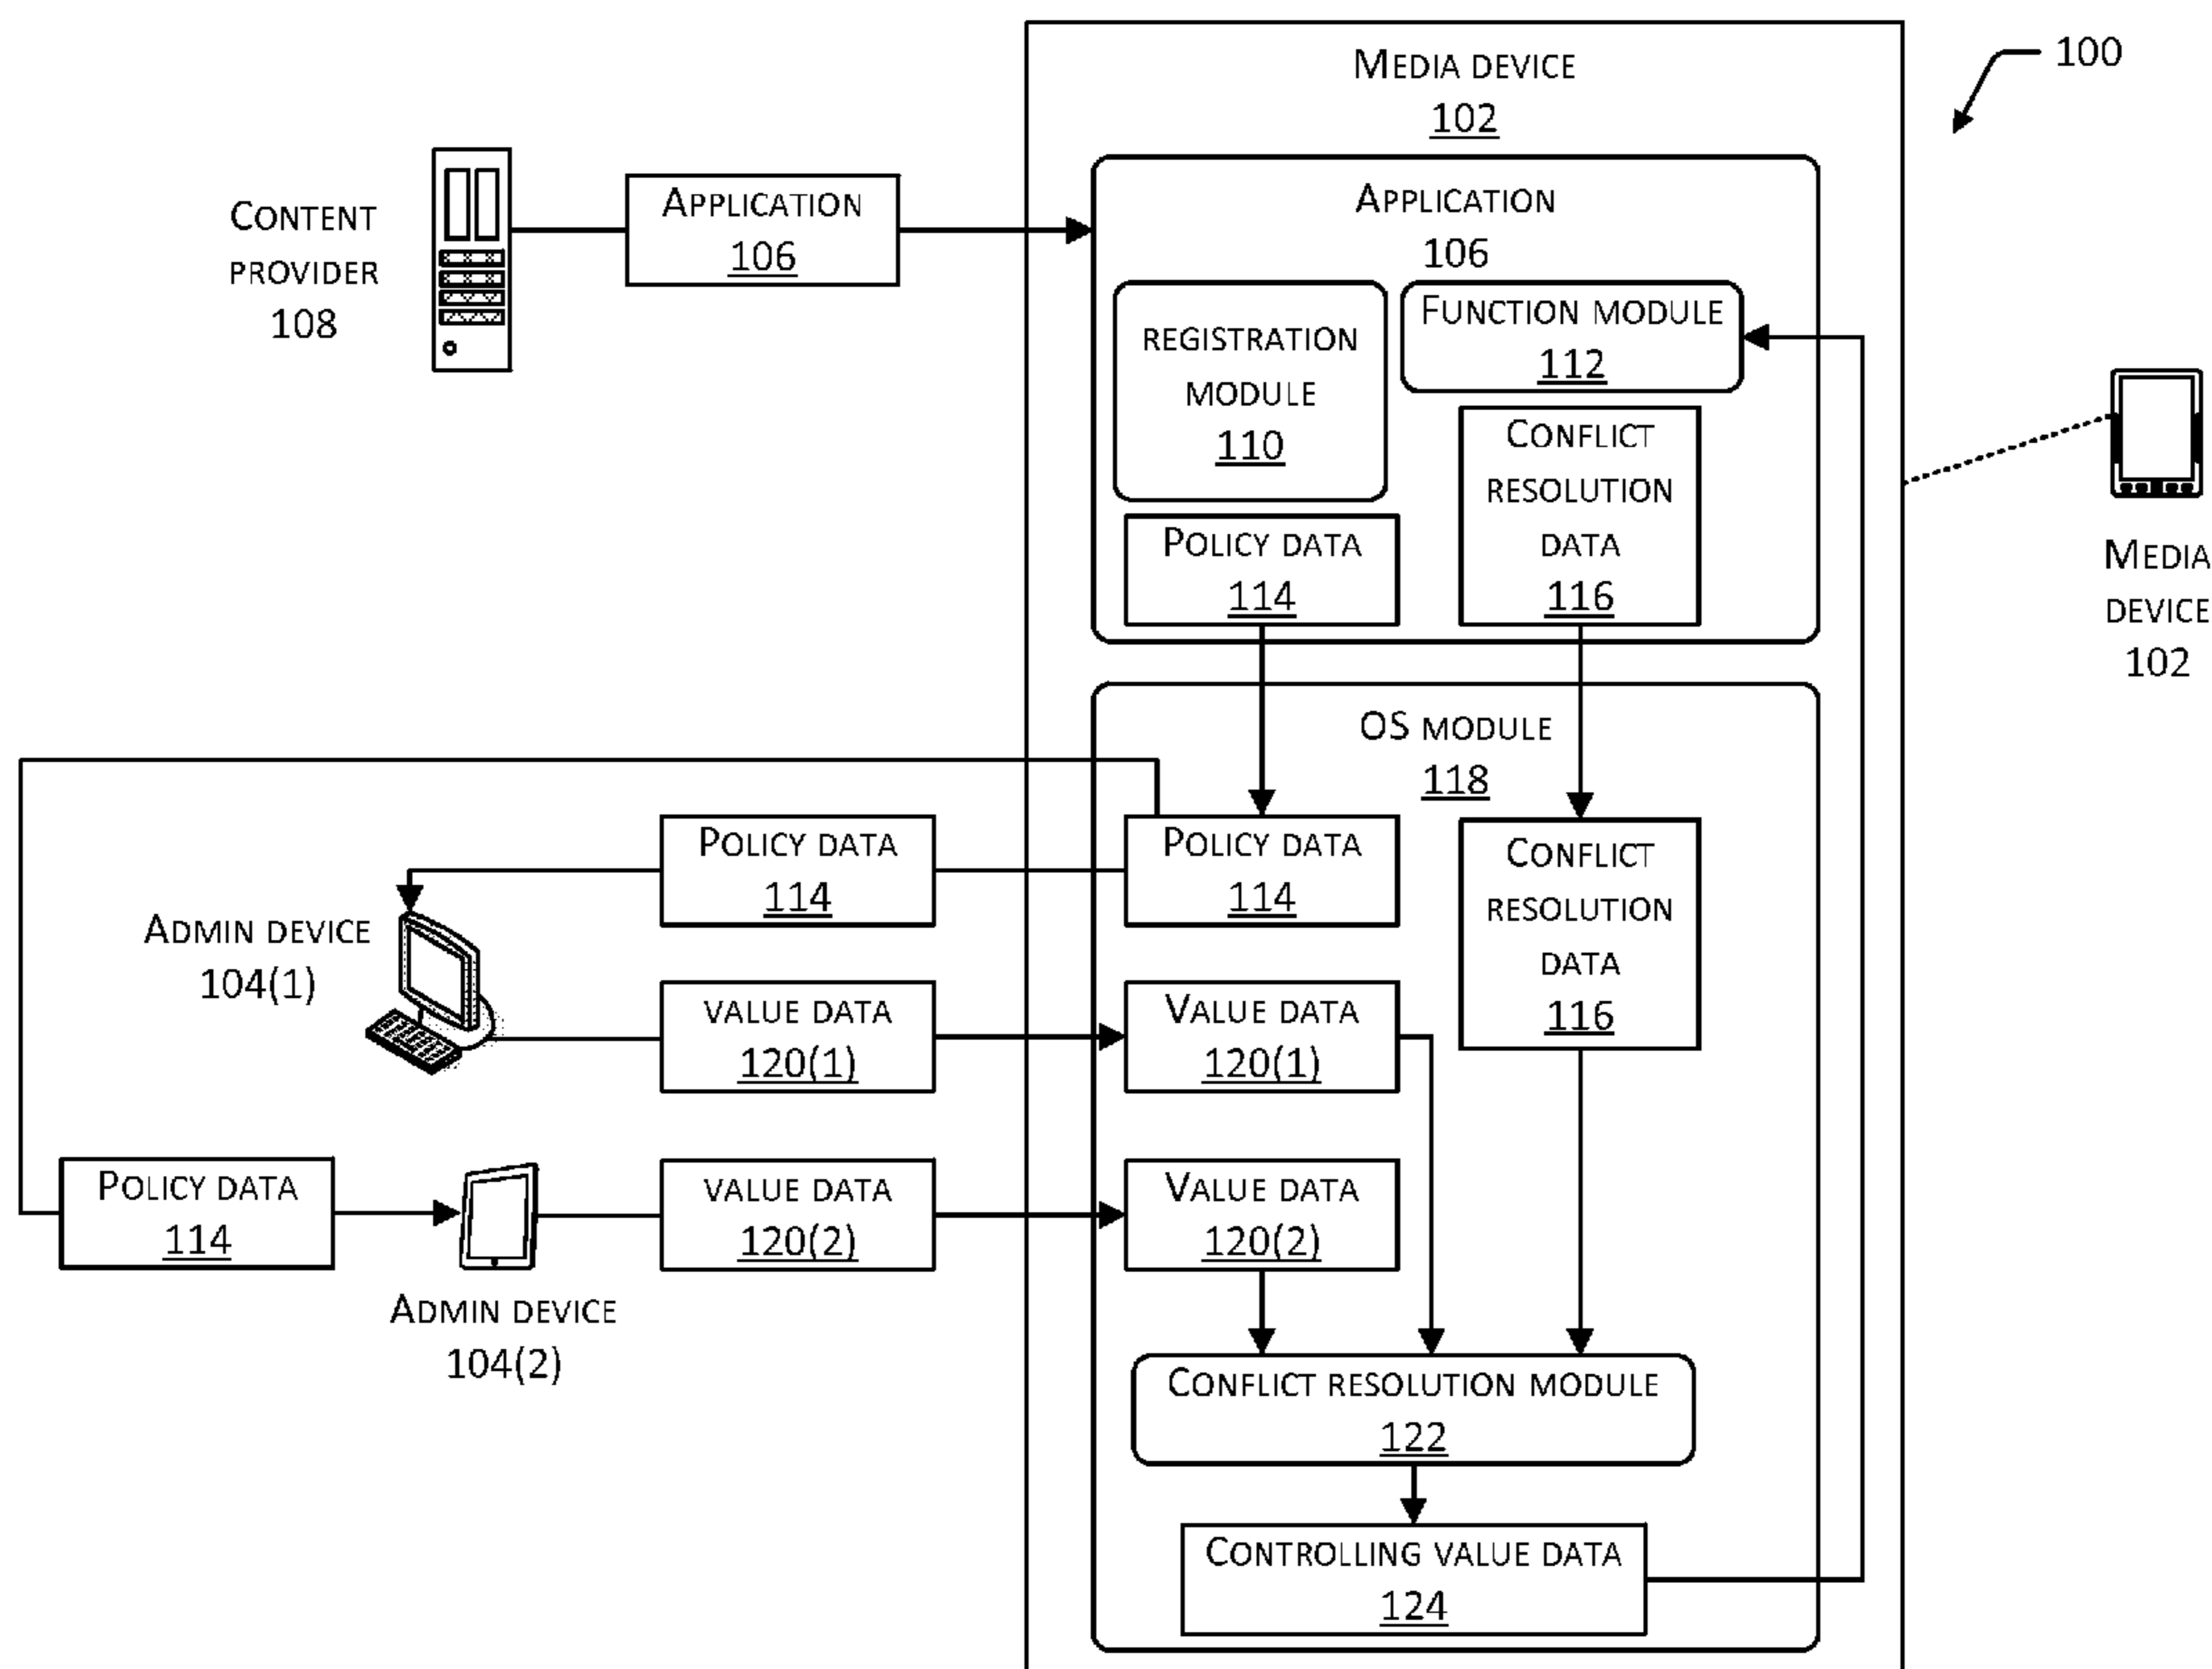 MEDIA DEVICE
102
100
CONTENT
PROVIDER
108
APPLICATION
106
APPLICATION
106
REGISTRATION
MODULE
110
FUNCTION MODULE
112
CONFLICT
RESOLUTION
DATA
116
POLICY DATA
114
MEDIA
DEVICE
102
OS MODULE
118
POLICY DATA
114
POLICY DATA
114
CONFLICT
RESOLUTION
DATA
116
ADMIN DEVICE
104(1)
VALUE DATA
120(1)
VALUE DATA
120(1)
POLICY DATA
114
ADMIN DEVICE
104(2)
VALUE DATA
120(2)
VALUE DATA
120(2)
CONFLICT RESOLUTION MODULE
122
CONTROLLING VALUE DATA
124